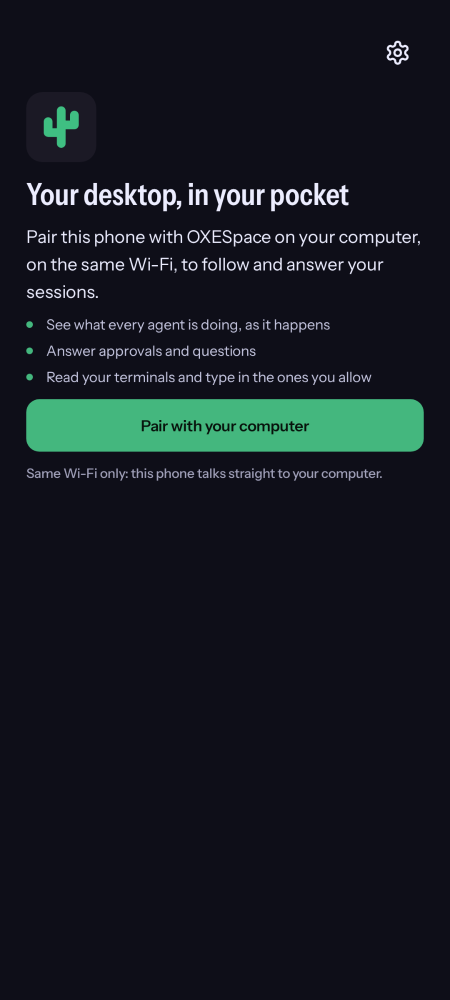 Your desktop, in your pocket
Pair this phone with OXESpace on your computer,
on the same Wi-Fi, to follow and answer your
sessions.
See what every agent is doing, as it happens
Answer approvals and questions
Read your terminals and type in the ones you allow
Pair with your computer
Same Wi-Fi only: this phone talks straight to your computer.